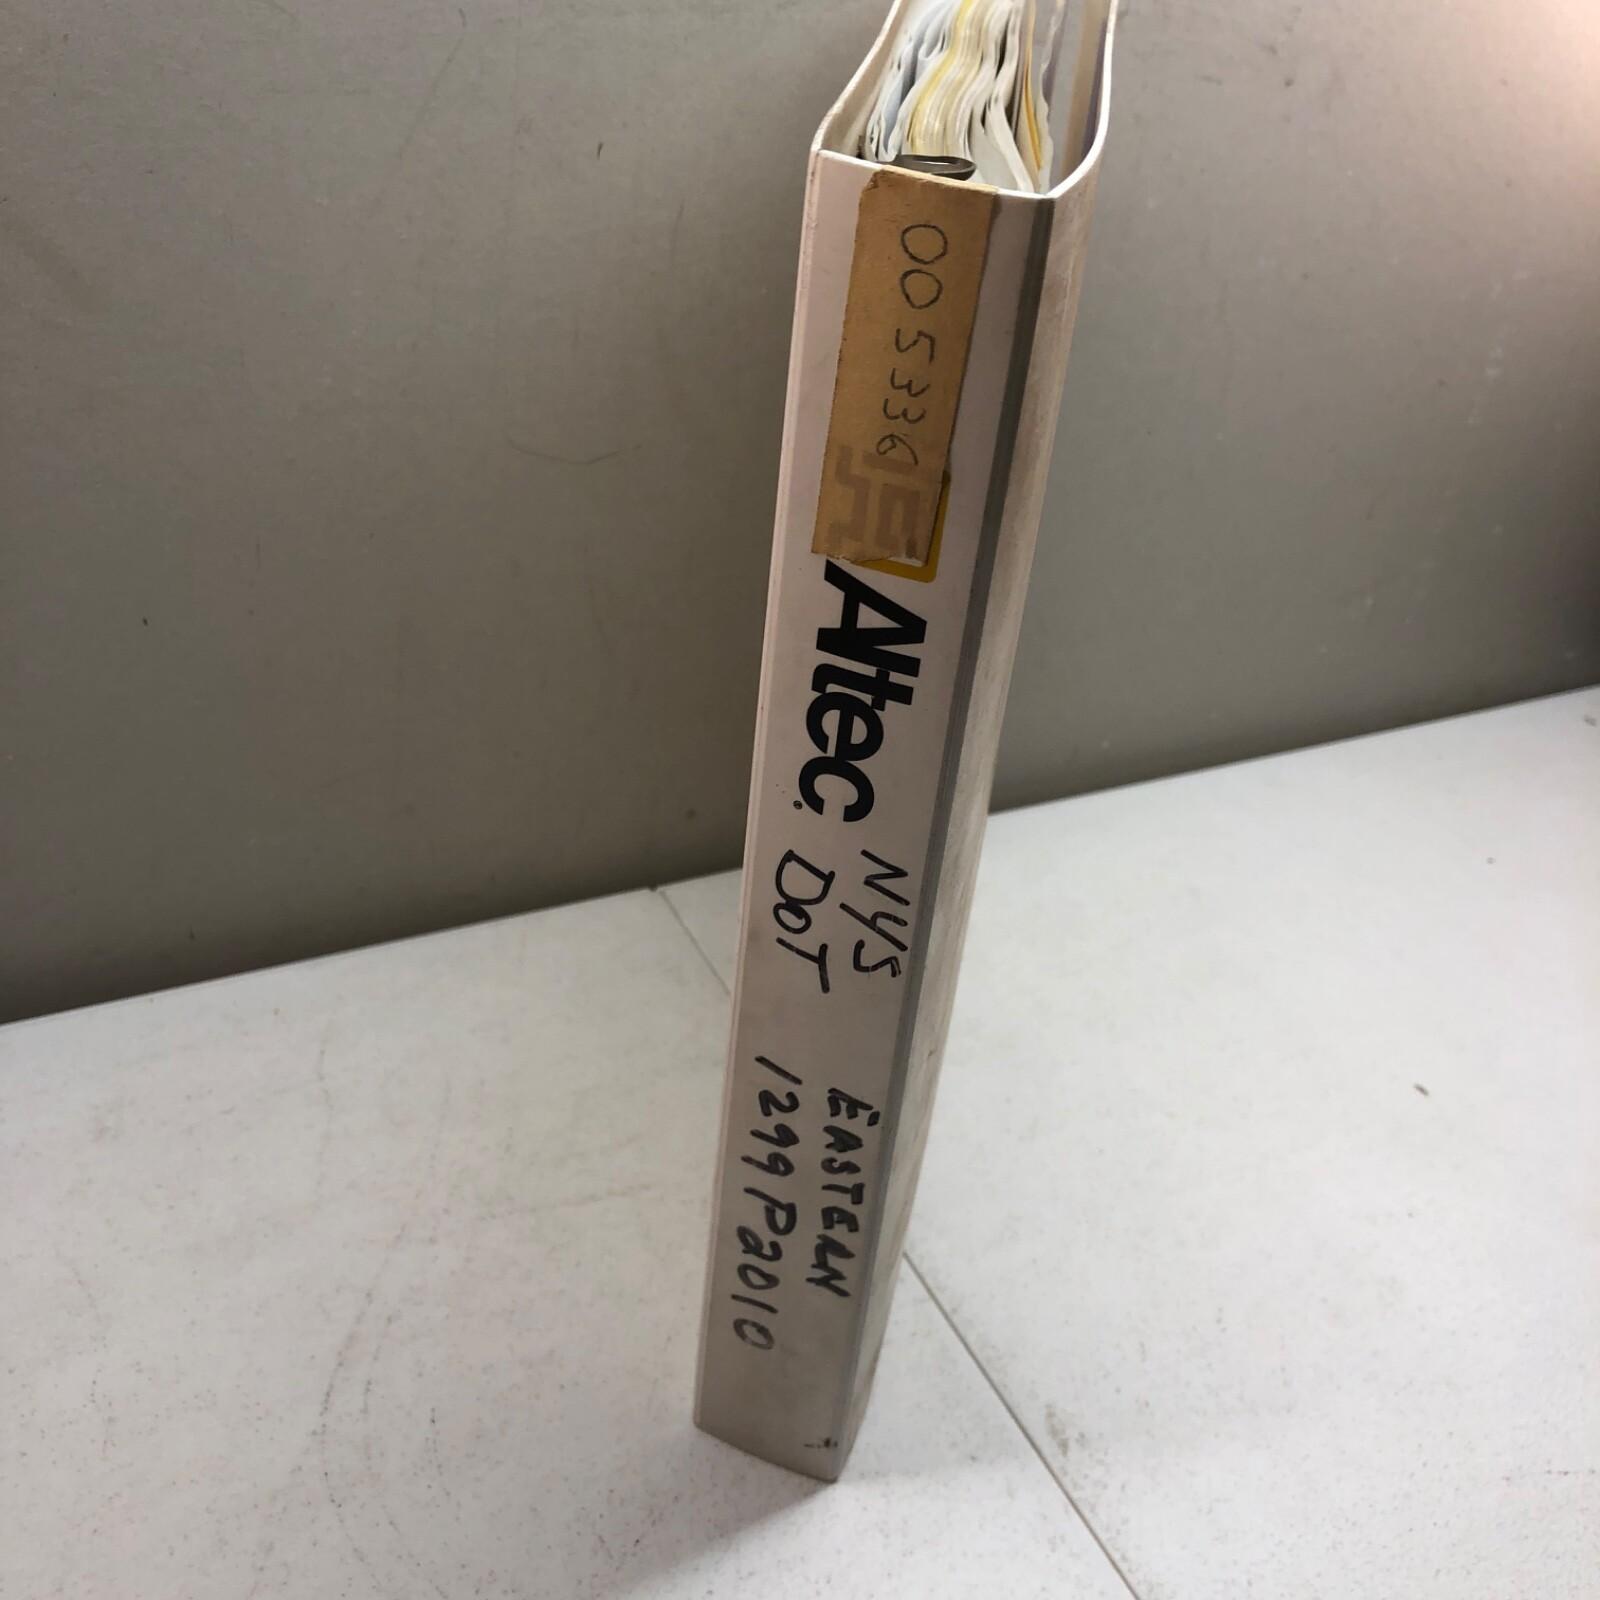 005336
Altec
NYS
DOT
EASTERN
1299P2010